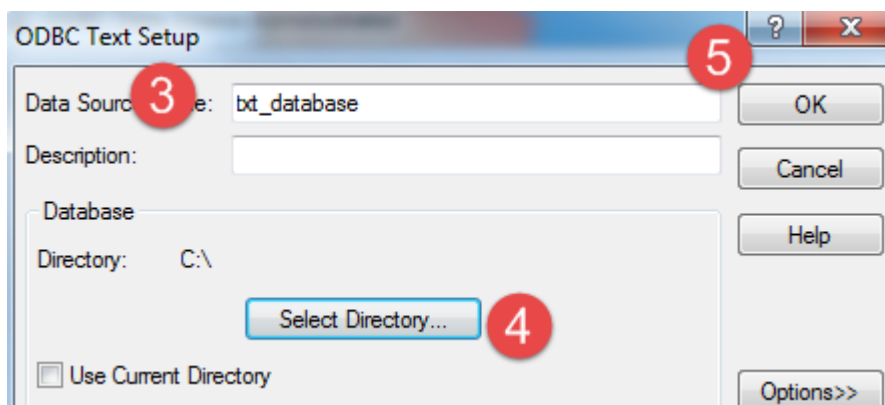 ODBC Text Setup
? X
5
3
Data Sourc e: txt_database
OK
Description:
Cancel
Database
Help
Directory: C:\
Select Directory...
4
Use Current Directory
Options>>